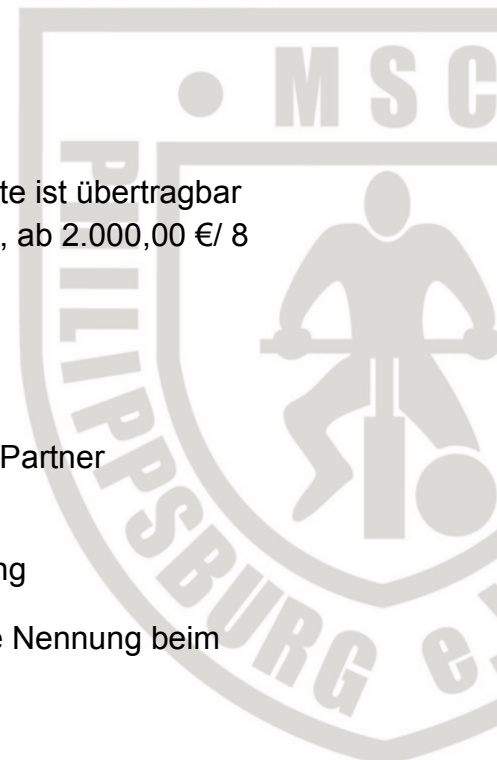 MSC
PHILIPPSBURG e.
te ist übertragbar
, ab 2.000,00 €/ 8
Partner
ng
e Nennung beim